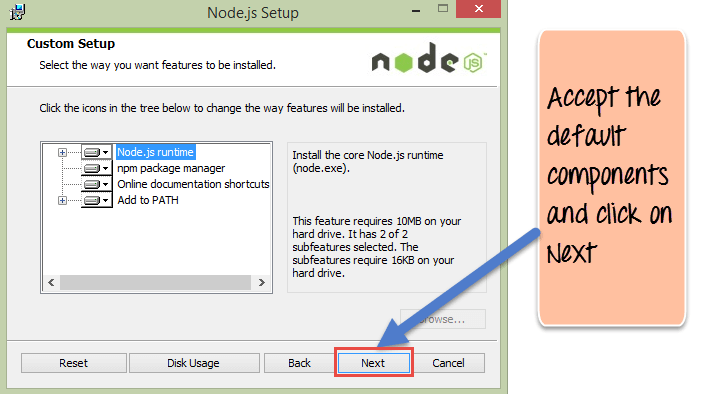 Node.js Setup
Custom Setup
Select the way you want features to be installed.
node JS
Click the icons in the tree below to change the way features will be installed.
Node.js runtime
npm package manager
Online documentation shortcuts
Add to PATH
Install the core Node.js runtime
(node.exe).
This feature requires 10MB on your
hard drive. It has 2 of 2
subfeatures selected. The
subfeatures require 16KB on your
hard drive.
Browse...
Reset
Disk Usage
Back
Next
Cancel
Accept the
default
components
and click on
Next